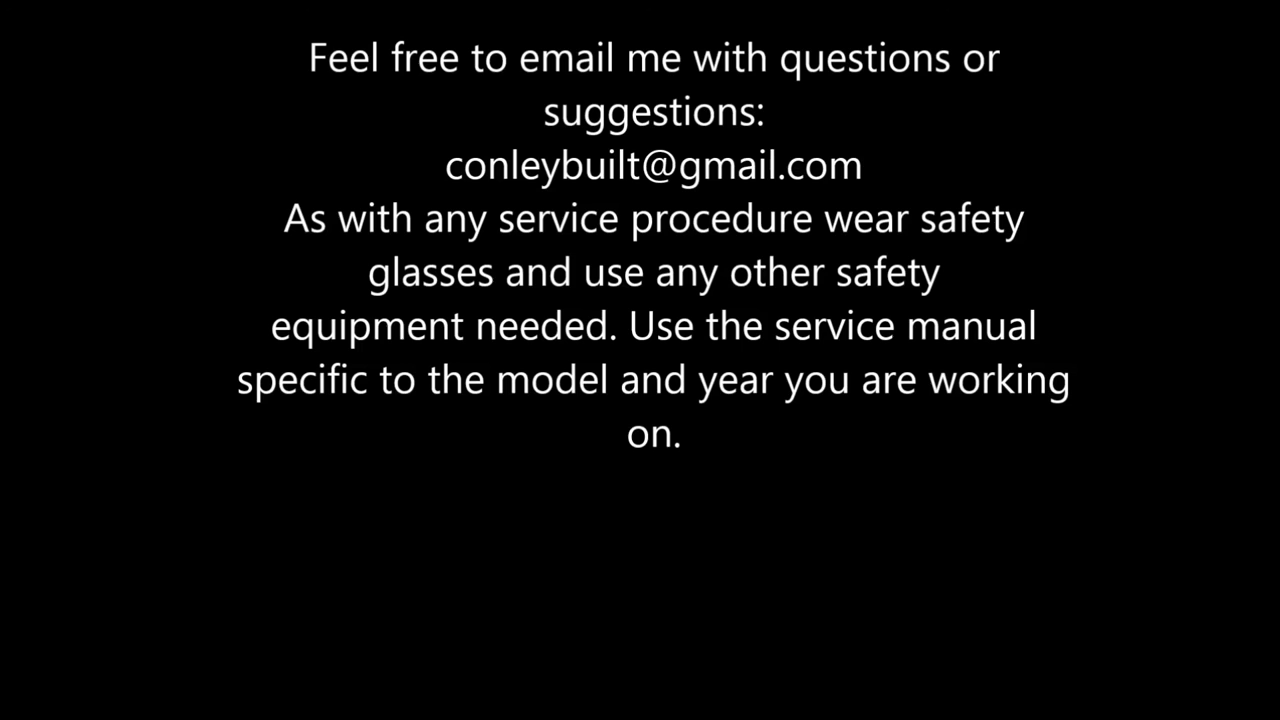 Feel free to email me with questions or
suggestions:
conleybuilt@gmail.com
As with any service procedure wear safety
glasses and use any other safety
equipment needed. Use the service manual
specific to the model and year you are working
on.